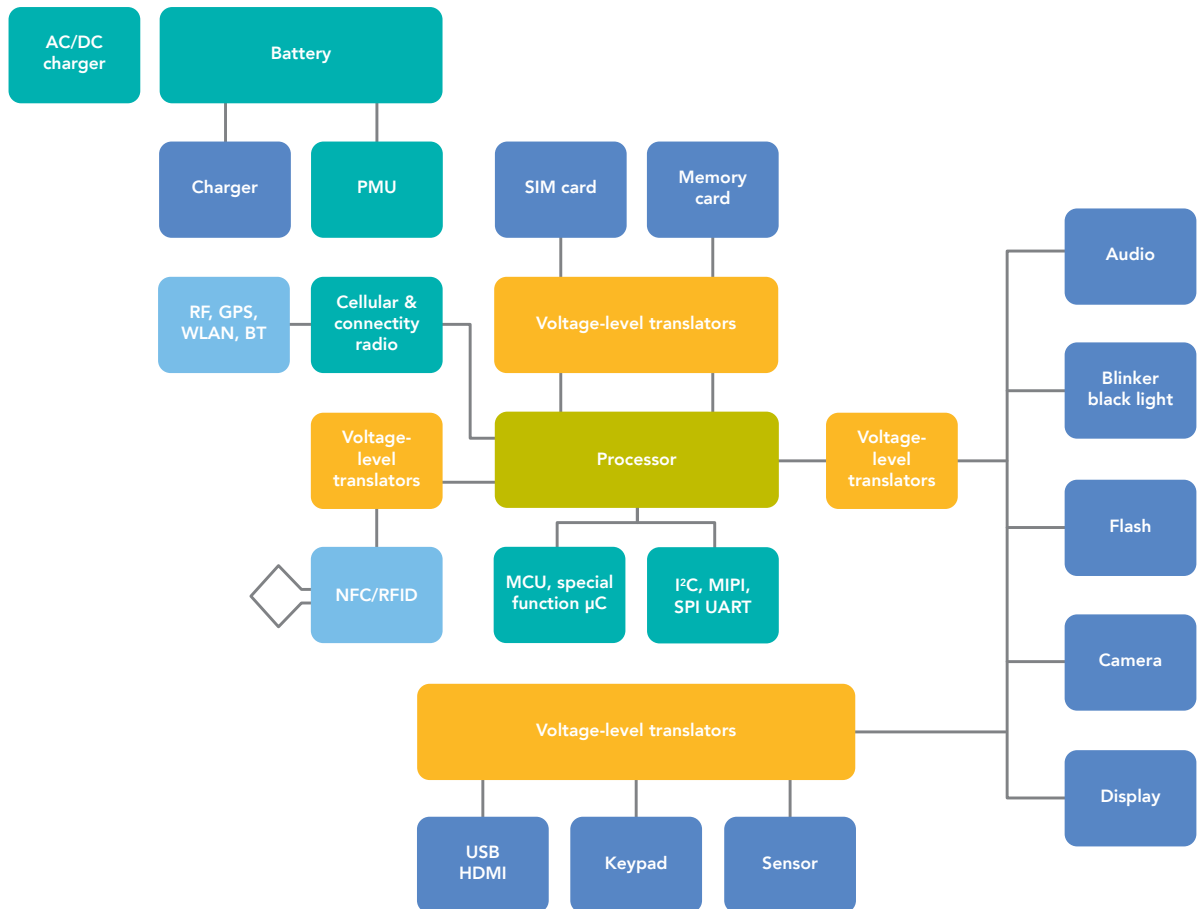 AC/DC
charger
Battery
Charger
PMU
SIM card
Memory
card
Audio
RF, GPS,
WLAN, BT
Cellular &
connectity
radio
Voltage-level translators
Blinker
black light
Voltage-
level
translators
Processor
Voltage-
level
translators
Flash
NFC/RFID
MCU, special
function µC
I²C, MIPI,
SPI UART
Camera
Voltage-level translators
Display
USB
HDMI
Keypad
Sensor